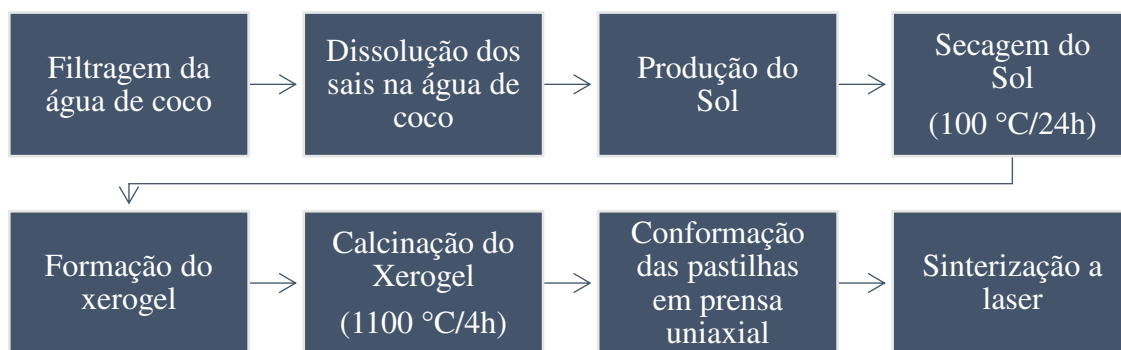 Filtragem da
água de coco
Dissolução dos
sais na água de
coco
Produção do
Sol
Secagem do
Sol
(100 °C/24h)
Formação do
xerogel
Calcinação do
Xerogel
(1100 °C/4h)
Conformação
das pastilhas
em prensa
uniaxial
Sinterização a
laser